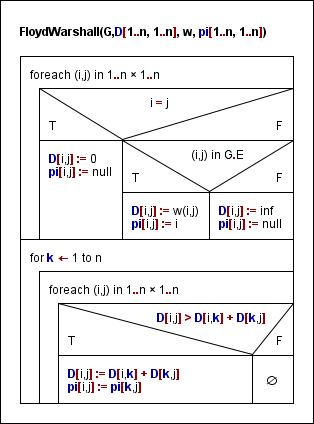 FloydWarshall(G,D[1..n, 1..n], w, pi[1..n, 1..n])
foreach (i,j) in 1..n × 1..n
i = j
T
F
(i,j) in G.E
D[i,j] := 0
pi[i,j] := null
T
F
D[i,j] := w(i,j)
pi[i,j] := i
D[i,j] := inf
pi[i,j] := null
for k ← 1 to n
foreach (i,j) in 1..n × 1..n
D[i,j] > D[i,k] + D[k,j]
T
F
D[i,j] := D[i,k] + D[k,j]
pi[i,j] := pi[k,j]
∅